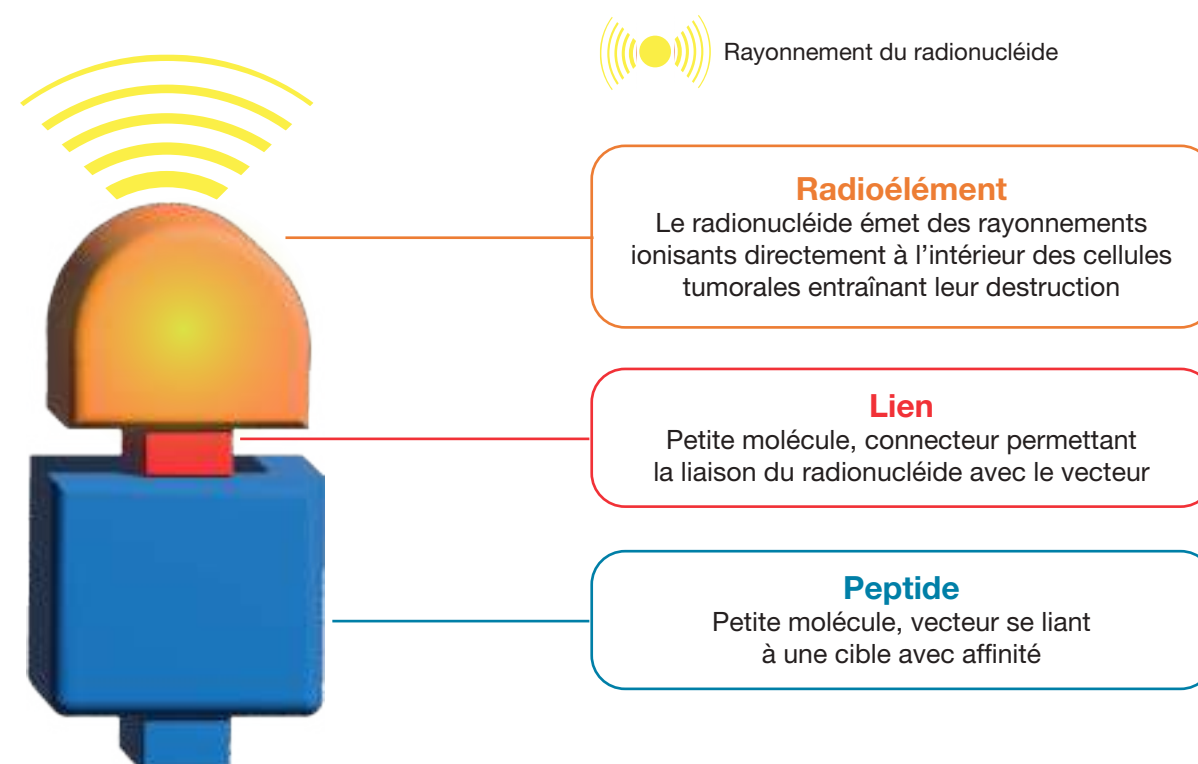 Rayonnement du radionucléide
Radioélément
Le radionucléide émet des rayonnements
ionisants directement à l’intérieur des cellules
tumorales entraînant leur destruction
Lien
Petite molécule, connecteur permettant
la liaison du radionucléide avec le vecteur
Peptide
Petite molécule, vecteur se liant
à une cible avec affinité